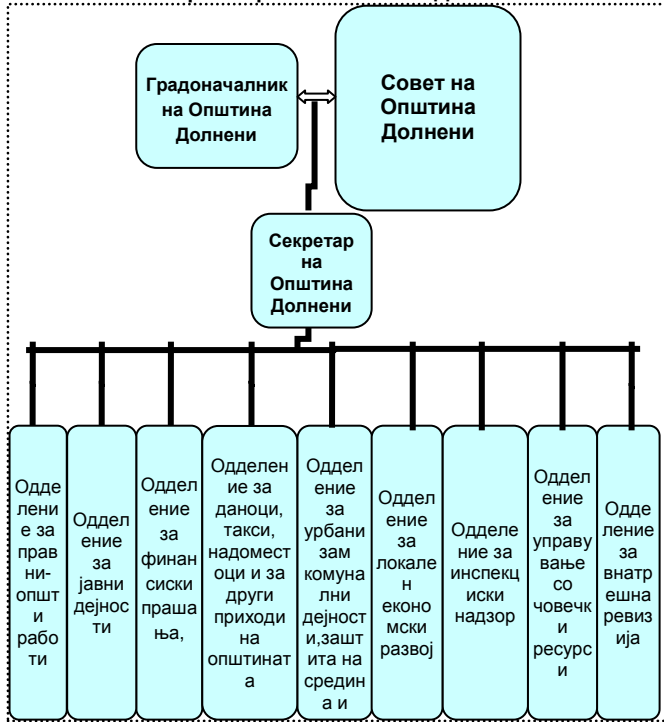 Градоначалник
на Општина
Долнени
Совет на
Општина
Долнени
Секретар
на
Општина
Долнени
Одде
лени
е за
прав
ни-
општ
и
рабо
ти
Оддел
ение
за
јавни
дејнос
ти
Оддел
ение
за
финан
сиски
праша
ња,
Одделен
ие за
даноци,
такси,
надомест
оци и за
други
приходи
на
општинат
а
Оддел
ение
за
урбани
зам
комуна
лни
дејност
и,зашт
ита на
средин
а и
Оддел
ение
за
локале
н
еконо
мски
развој
Одделе
ние за
инспекц
иски
надзор
Оддел
ение
за
управу
вање
со
човечк
и
ресурс
и
Одде
ление
за
внатр
ешна
ревиз
ија